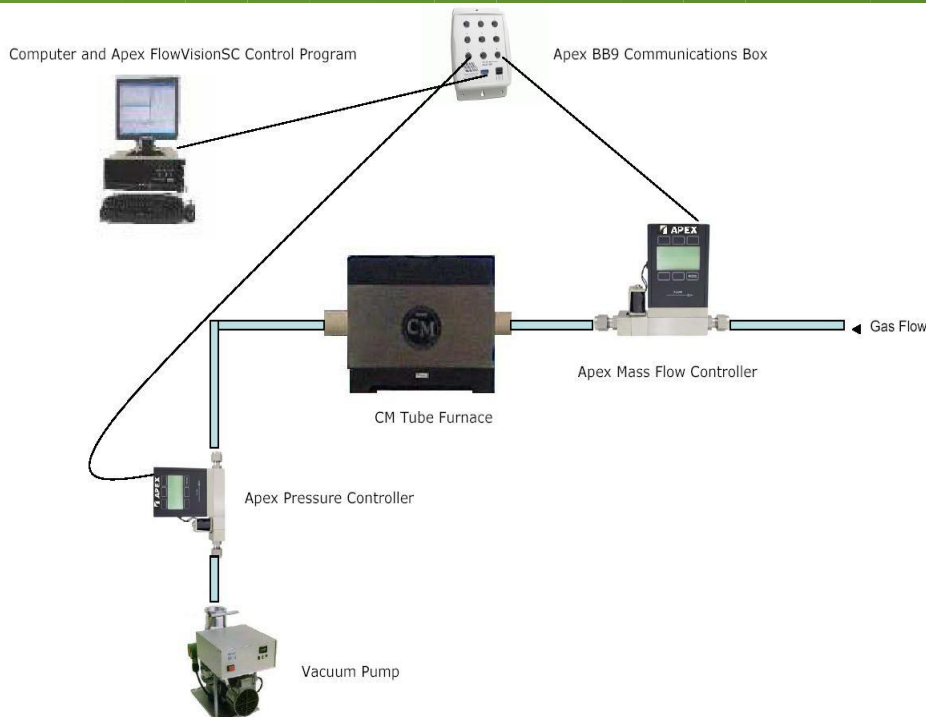 Computer and Apex FlowVisionSC Control Program
Apex BB9 Communications Box
APEX
Gas Flow
Apex Mass Flow Controller
CM
CM Tube Furnace
APEX
Apex Pressure Controller
Vacuum Pump